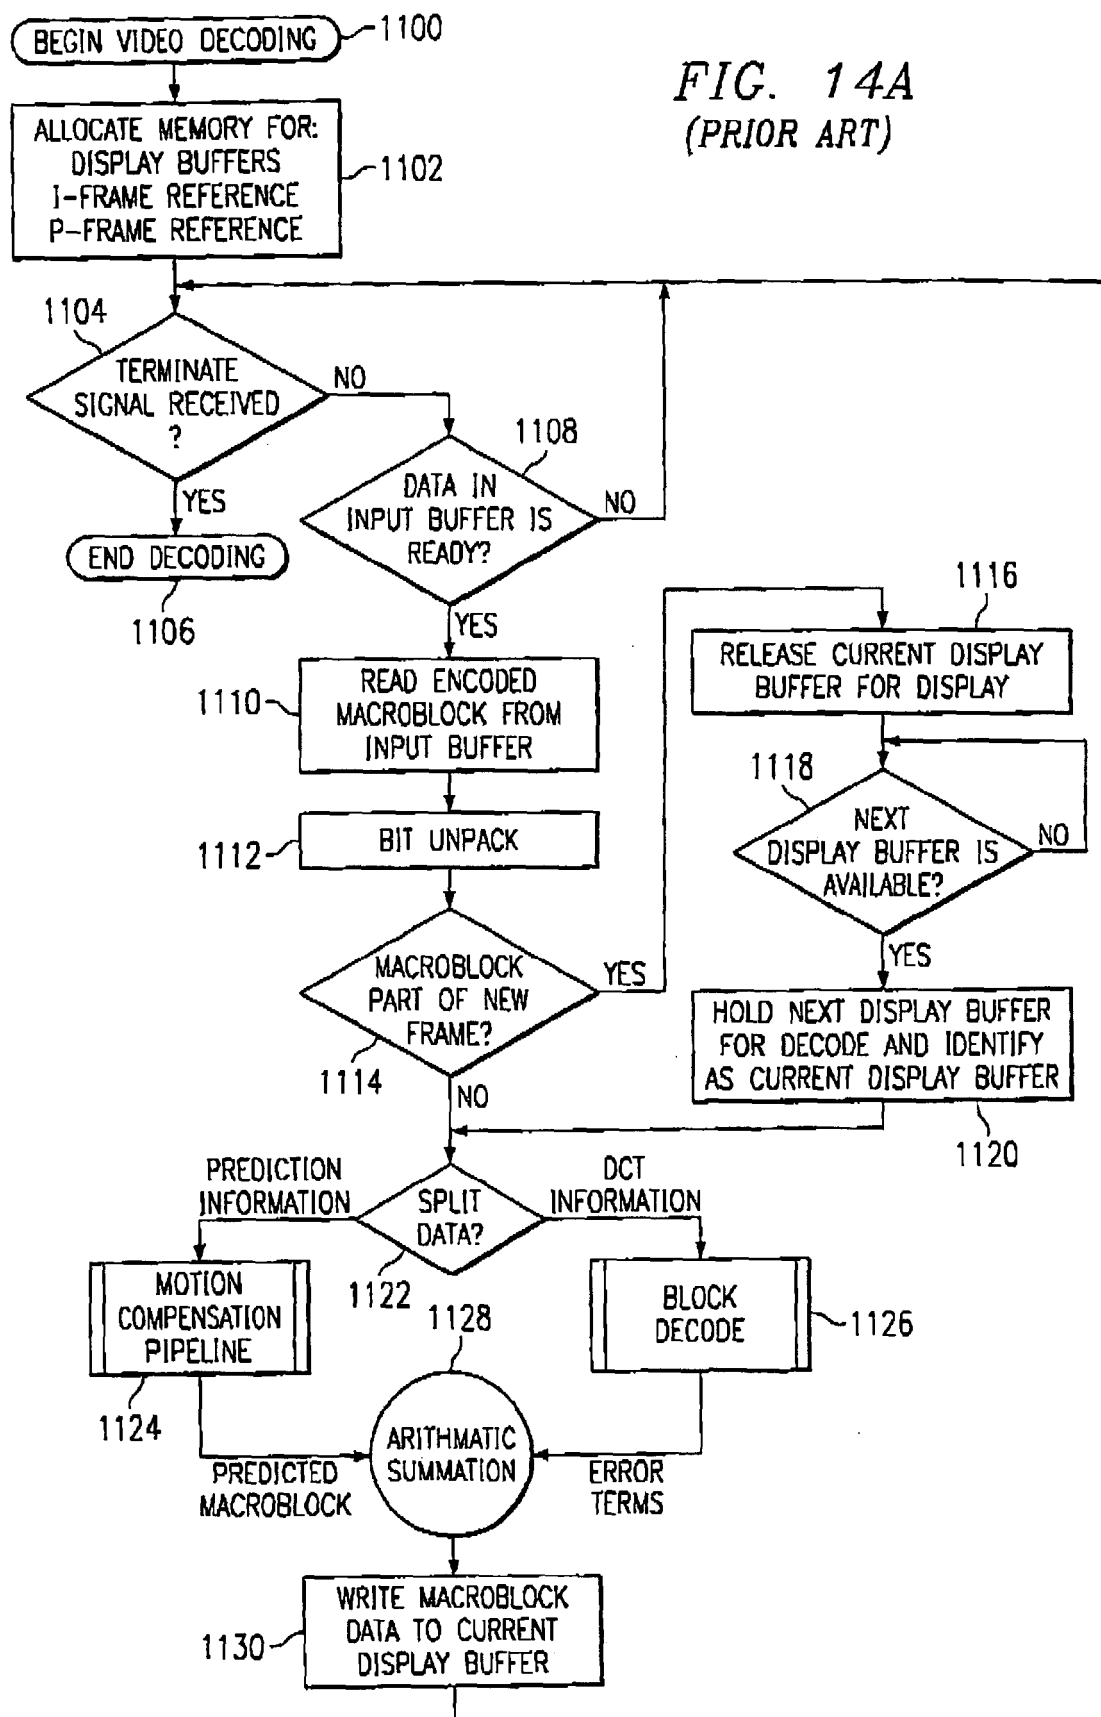 BEGIN VIDEO DECODING
1100
FIG. 14A
(PRIOR ART)
ALLOCATE MEMORY FOR:
DISPLAY BUFFERS
I-FRAME REFERENCE
P-FRAME REFERENCE
1102
1104
TERMINATE
SIGNAL RECEIVED
?
NO
YES
END DECODING
1106
1108
DATA IN
INPUT BUFFER IS
READY?
NO
YES
1110
READ ENCODED
MACROBLOCK FROM
INPUT BUFFER
1112
BIT UNPACK
MACROBLOCK
PART OF NEW
FRAME?
1114
YES
NO
1116
RELEASE CURRENT DISPLAY
BUFFER FOR DISPLAY
1118
NEXT
DISPLAY BUFFER IS
AVAILABLE?
NO
YES
HOLD NEXT DISPLAY BUFFER
FOR DECODE AND IDENTIFY
AS CURRENT DISPLAY BUFFER
1120
PREDICTION
INFORMATION
SPLIT
DATA?
1122
DCT
INFORMATION
MOTION
COMPENSATION
PIPELINE
1124
BLOCK
DECODE
1126
1128
ARITHMATIC
SUMMATION
PREDICTED
MACROBLOCK
ERROR
TERMS
1130
WRITE MACROBLOCK
DATA TO CURRENT
DISPLAY BUFFER